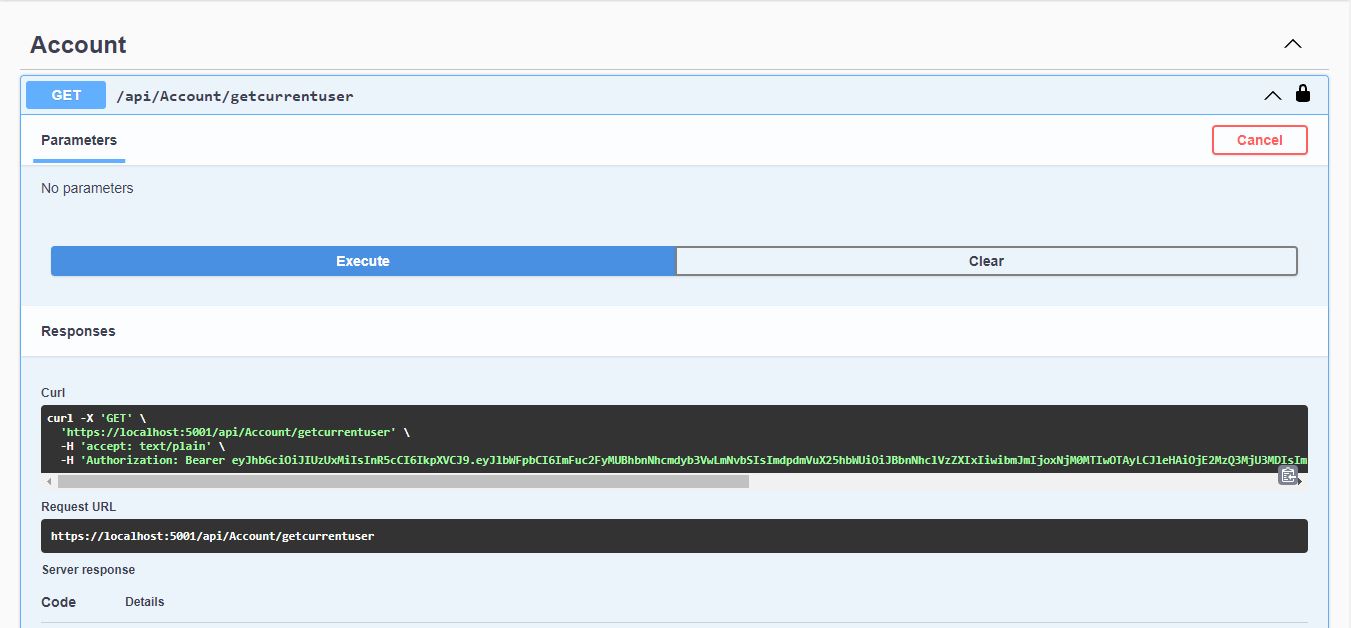 Account
GET /api/Account/getcurrentuser
Parameters
Cancel
No parameters
Execute
Clear
Responses
Curl
curl -X 'GET' \
'https://localhost:5001/api/Account/getcurrentuser' \
-H 'accept: text/plain' \
-H 'Authorization: Bearer
Request URL
https://localhost:5001/api/Account/getcurrentuser
Server response
Code Details